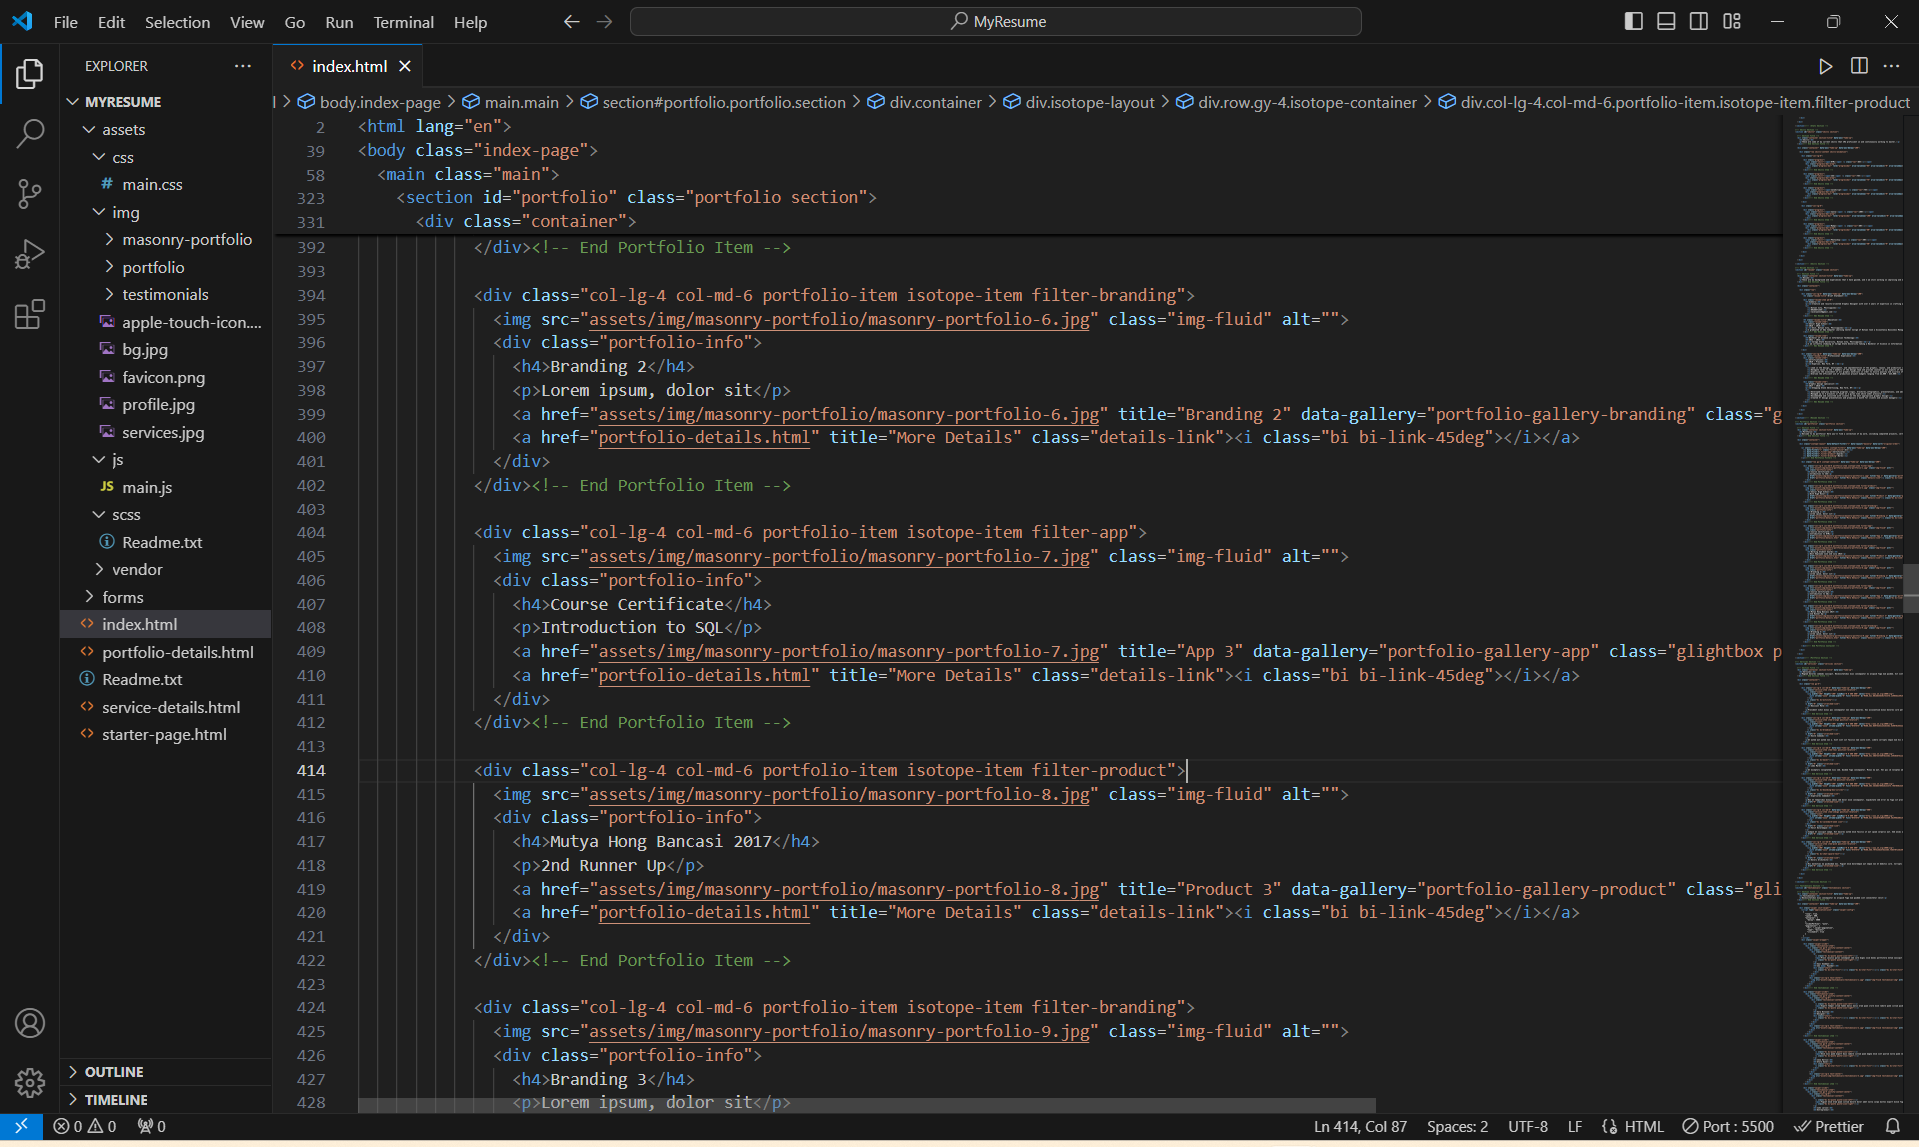 File Edit Selection View Go Run Terminal Help
MyResume
EXPLORER
index.html
MYRESUME
assets
css
# main.css
img
masonry-portfolio
portfolio
testimonials
apple-touch-icon....
bg.jpg
favicon.png
profile.jpg
services.jpg
js
JS main.js
scss
Readme.txt
vendor
forms
index.html
portfolio-details.html
Readme.txt
service-details.html
starter-page.html
OUTLINE
TIMELINE
body.index-page > main.main > section#portfolio.portfolio.section > div.container > div.isotope-layout > div.row.gy-4.isotope-container > div.col-lg-4.col-md-6.portfolio-item.isotope-item.filter-product
2 <html lang="en">
39 <body class="index-page">
58 <main class="main">
323 <section id="portfolio" class="portfolio section">
331 <div class="container">
392 </div><!-- End Portfolio Item -->
393
394 <div class="col-lg-4 col-md-6 portfolio-item isotope-item filter-branding">
395 <img src="assets/img/masonry-portfolio/masonry-portfolio-6.jpg" class="img-fluid" alt="">
396 <div class="portfolio-info">
397 <h4>Branding 2</h4>
398 <p>Lorem ipsum, dolor sit</p>
399 <a href="assets/img/masonry-portfolio/masonry-portfolio-6.jpg" title="Branding 2" data-gallery="portfolio-gallery-branding" class="g
400 <a href="portfolio-details.html" title="More Details" class="details-link"><i class="bi bi-link-45deg"></i></a>
401 </div>
402 </div><!-- End Portfolio Item -->
403
404 <div class="col-lg-4 col-md-6 portfolio-item isotope-item filter-app">
405 <img src="assets/img/masonry-portfolio/masonry-portfolio-7.jpg" class="img-fluid" alt="">
406 <div class="portfolio-info">
407 <h4>Course Certificate</h4>
408 <p>Introduction to SQL</p>
409 <a href="assets/img/masonry-portfolio/masonry-portfolio-7.jpg" title="App 3" data-gallery="portfolio-gallery-app" class="glightbox p
410 <a href="portfolio-details.html" title="More Details" class="details-link"><i class="bi bi-link-45deg"></i></a>
411 </div>
412 </div><!-- End Portfolio Item -->
413
414 <div class="col-lg-4 col-md-6 portfolio-item isotope-item filter-product">
415 <img src="assets/img/masonry-portfolio/masonry-portfolio-8.jpg" class="img-fluid" alt="">
416 <div class="portfolio-info">
417 <h4>Mutya Hong Bancasi 2017</h4>
418 <p>2nd Runner Up</p>
419 <a href="assets/img/masonry-portfolio/masonry-portfolio-8.jpg" title="Product 3" data-gallery="portfolio-gallery-product" class="gli
420 <a href="portfolio-details.html" title="More Details" class="details-link"><i class="bi bi-link-45deg"></i></a>
421 </div>
422 </div><!-- End Portfolio Item -->
423
424 <div class="col-lg-4 col-md-6 portfolio-item isotope-item filter-branding">
425 <img src="assets/img/masonry-portfolio/masonry-portfolio-9.jpg" class="img-fluid" alt="">
426 <div class="portfolio-info">
427 <h4>Branding 3</h4>
428 <p>Lorem ipsum, dolor sit</p>
0 0 0
Ln 414, Col 87 Spaces: 2 UTF-8 LF HTML Port : 5500 Prettier